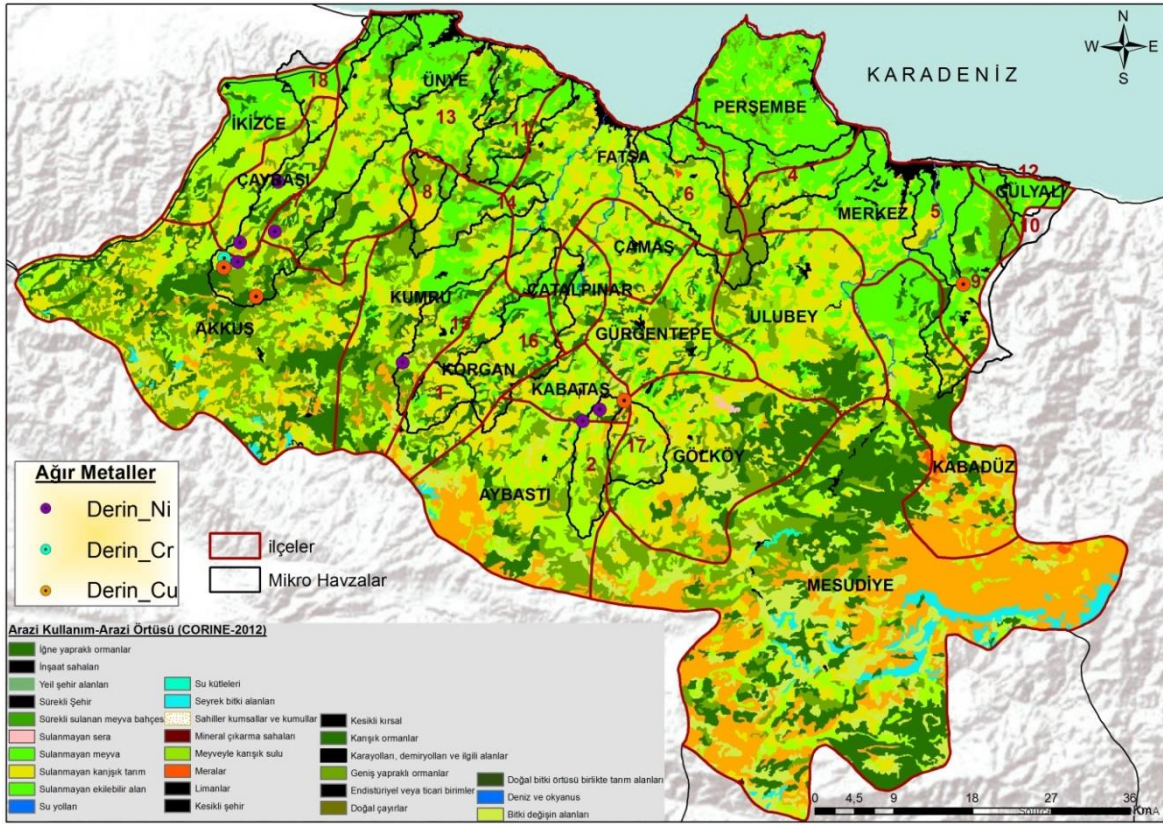 N
W E
S
KARADENİZ
ÜNYE
18
PERŞEMBE
İKİZCE
13
11
FATSA
3
12
ÇAYBAŞI
4
GÜLYALI
8
6
7
14
MERKEZ
5
10
ÇAMAŞ
9
ÇATALPINAR
KUMRU
ULUBEY
AKKUŞ
15
GÜRGENTEPE
16
KORGAN
KABATAŞ
1
17
GÖLKÖY
2
KABADÜZ
AYBASTI
MESUDİYE
Ağır Metaller
Derin_Ni
Derin_Cr
Derin_Cu
ilçeler
Mikro Havzalar
Arazi Kullanım-Arazi Örtüsü (CORINE-2012)
İğne yapraklı ormanlar
İnşaat sahaları
Yeil şehir alanları
Sürekli Şehir
Sürekli sulanan meyva bahçes
Sulanmayan sera
Sulanmayan meyva
Sulanmayan karışık tarım
Sulanmayan ekilebilir alan
Su yolları
Su kütleleri
Seyrek bitki alanları
Sahiller kumsallar ve kumullar
Mineral çıkarma sahaları
Meyveyle karışık sulu
Meralar
Limanlar
Kesikli şehir
Kesikli kırsal
Karışık ormanlar
Karayolları, demiryolları ve ilgili alanlar
Geniş yapraklı ormanlar
Endistüriyel veya ticari birimler
Doğal çayırlar
Doğal bitki örtüsü birlikte tarım alanları
Deniz ve okyanus
Bitki değişin alanları
0 4,5 9 18 27 36
Km